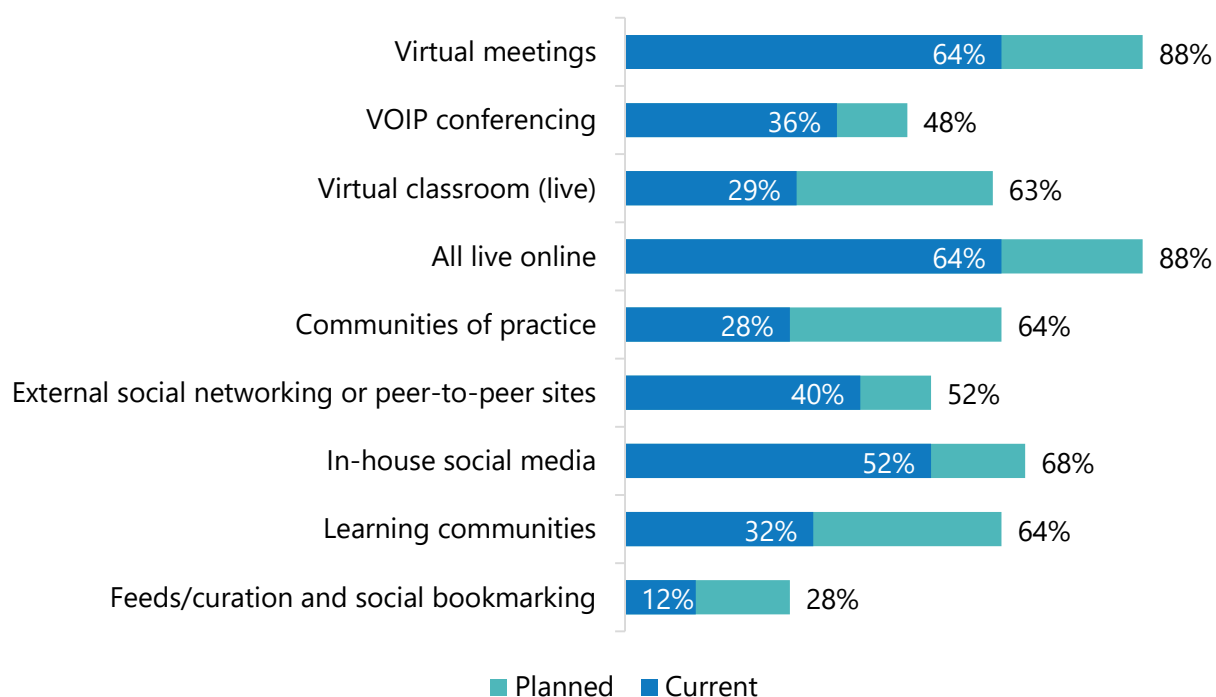 Virtual meetings 64% 88%
VOIP conferencing 36% 48%
Virtual classroom (live) 29% 63%
All live online 64% 88%
Communities of practice 28% 64%
External social networking or peer-to-peer sites 40% 52%
In-house social media 52% 68%
Learning communities 32% 64%
Feeds/curation and social bookmarking 12% 28%
Planned Current